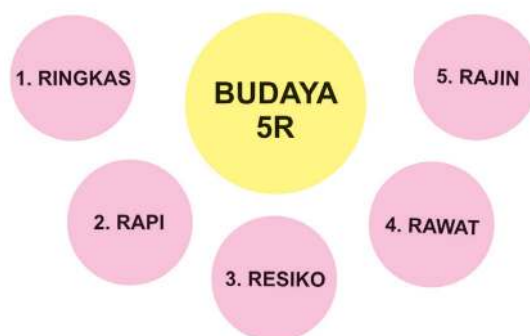 BUDAYA
5R
1. RINGKAS
2. RAPI
3. RESIKO
4. RAWAT
5. RAJIN